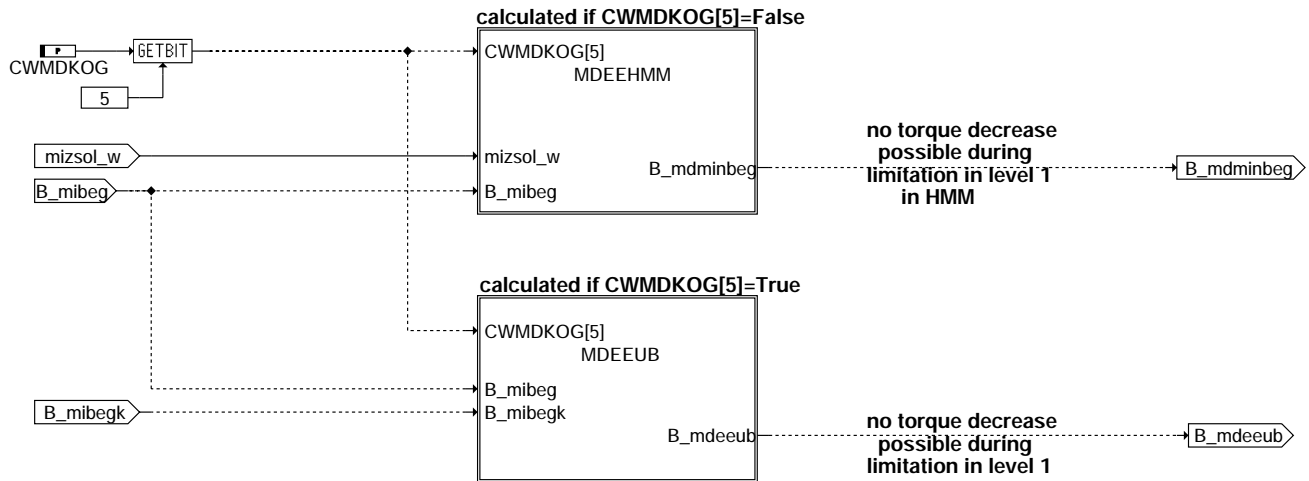 calculated if CWMDKOG[5]=False
P
CWMDKOG
GETBIT
5
CWMDKOG[5]
MDEEHMM
mizsol_w
mizsol_w
B_mibeg
B_mibeg
B_mdminbeg
no torque decrease
possible during
limitation in level 1
in HMM
B_mdminbeg
calculated if CWMDKOG[5]=True
CWMDKOG[5]
MDEEUB
B_mibeg
B_mibegk
B_mibegk
B_mdeeub
no torque decrease
possible during
limitation in level 1
B_mdeeub